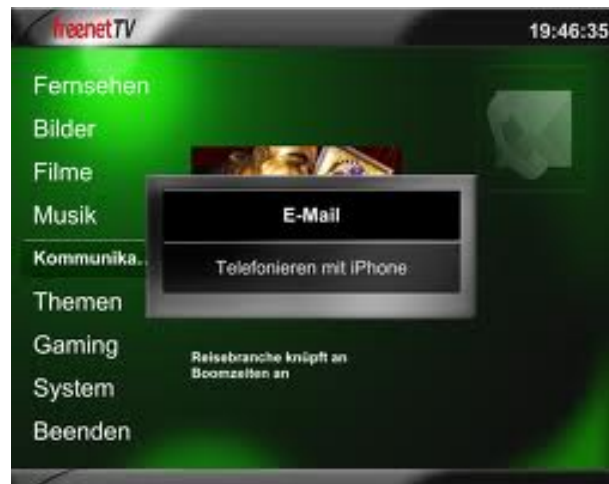 freenetTV
19:46:35
Fernsehen
Bilder
Filme
Musik
Kommunika..
Themen
Gaming
System
Beenden
E-Mail
Telefonieren mit iPhone
Reisebranche knüpft an
Boomzeiten an